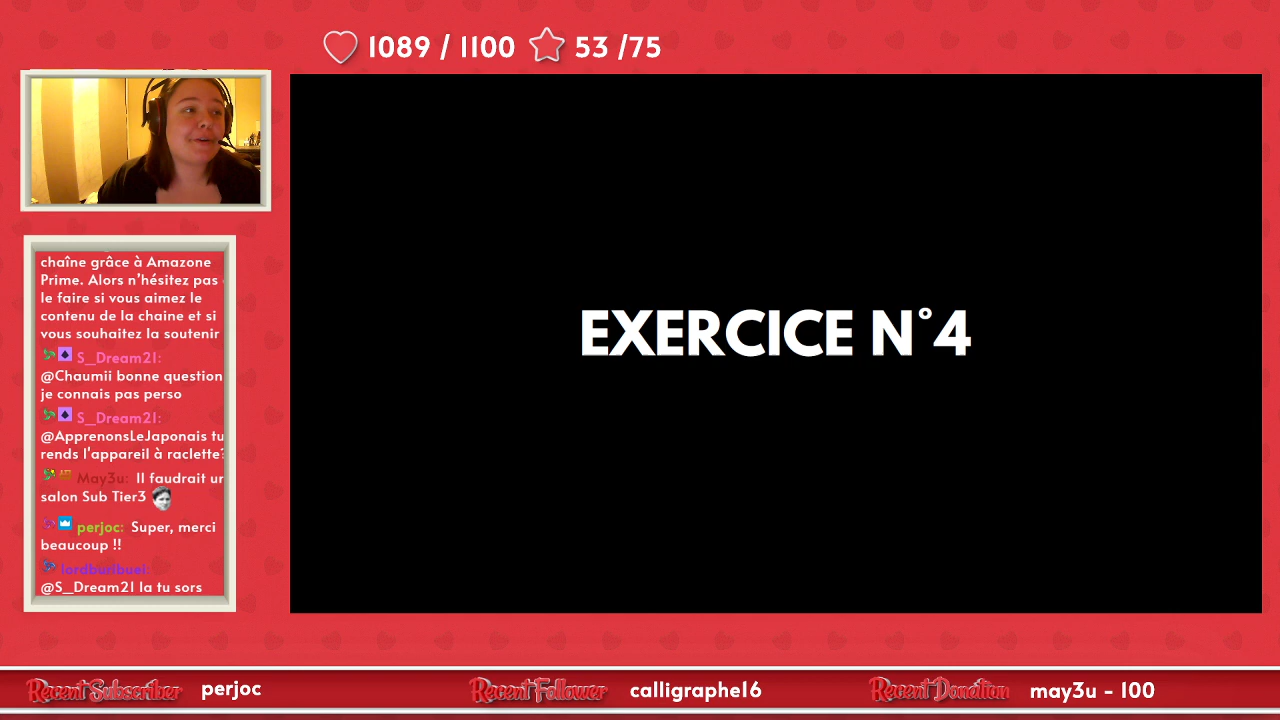 1089 / 1100 53 /75
EXERCICE N°4
chaîne grâce à Amazone
Prime. Alors n'hésitez pas
le faire si vous aimez le
contenu de la chaine et si
vous souhaitez la soutenir
S__Dream21:
@Chaumii bonne question
je connais pas perso
S__Dream21:
@ApprenonsLeJaponais tu
rends l'appareil à raclette?
May3u: Il faudrait un
salon Sub Tier3
perjoc: Super, merci
beaucoup !!
lordburlbuel:
@S__Dream21 la tu sors
Recent Subscriber perjoc Recent Follower calligraphe16 Recent Donation may3u - 100